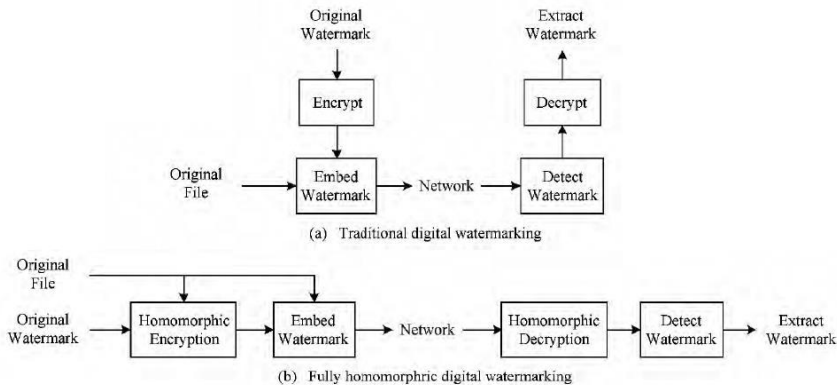 Original
Watermark
Extract
Watermark
Encrypt
Decrypt
Original
File
Embed
Watermark
Network
Detect
Watermark
(a) Traditional digital watermarking
Original
File
Original
Watermark
Homomorphic
Encryption
Embed
Watermark
Network
Homomorphic
Decryption
Detect
Watermark
Extract
Watermark
(b) Fully homomorphric digital watermarking